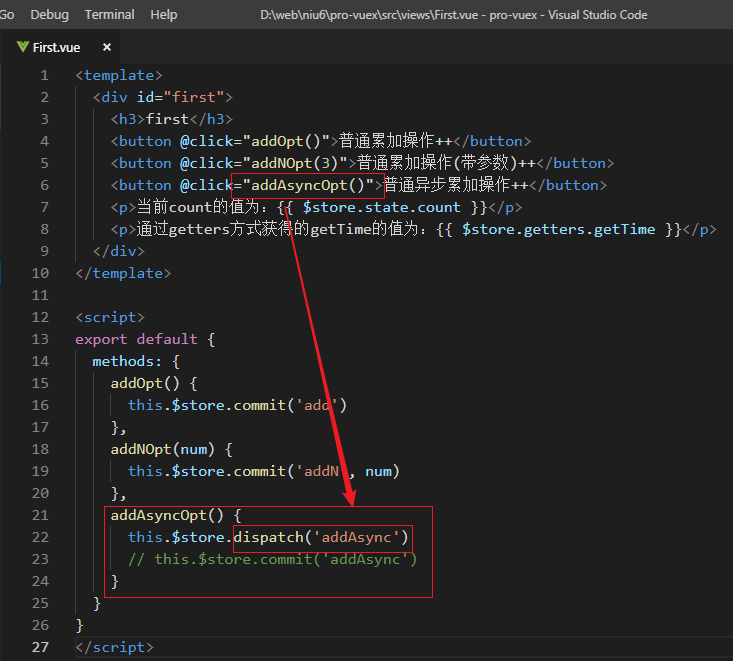 Go Debug Terminal Help D:\web\niu6\pro-vuex\src\views\First.vue - pro-vuex - Visual Studio Code
First.vue ×
1 <template>
2 <div id="first">
3 <h3>first</h3>
4 <button @click="addOpt()">普通累加操作++</button>
5 <button @click="addNOpt(3)">普通累加操作(带参数)++</button>
6 <button @click="addAsyncOpt()">普通异步累加操作++</button>
7 <p>当前count的值为：{{ $store.state.count }}</p>
8 <p>通过getters方式获得的getTime的值为：{{ $store.getters.getTime }}</p>
9 </div>
10 </template>
11
12 <script>
13 export default {
14 methods: {
15 addOpt() {
16 this.$store.commit('add')
17 },
18 addNOpt(num) {
19 this.$store.commit('addN', num)
20 },
21 addAsyncOpt() {
22 this.$store.dispatch('addAsync')
23 // this.$store.commit('addAsync')
24 }
25 }
26 }
27 </script>